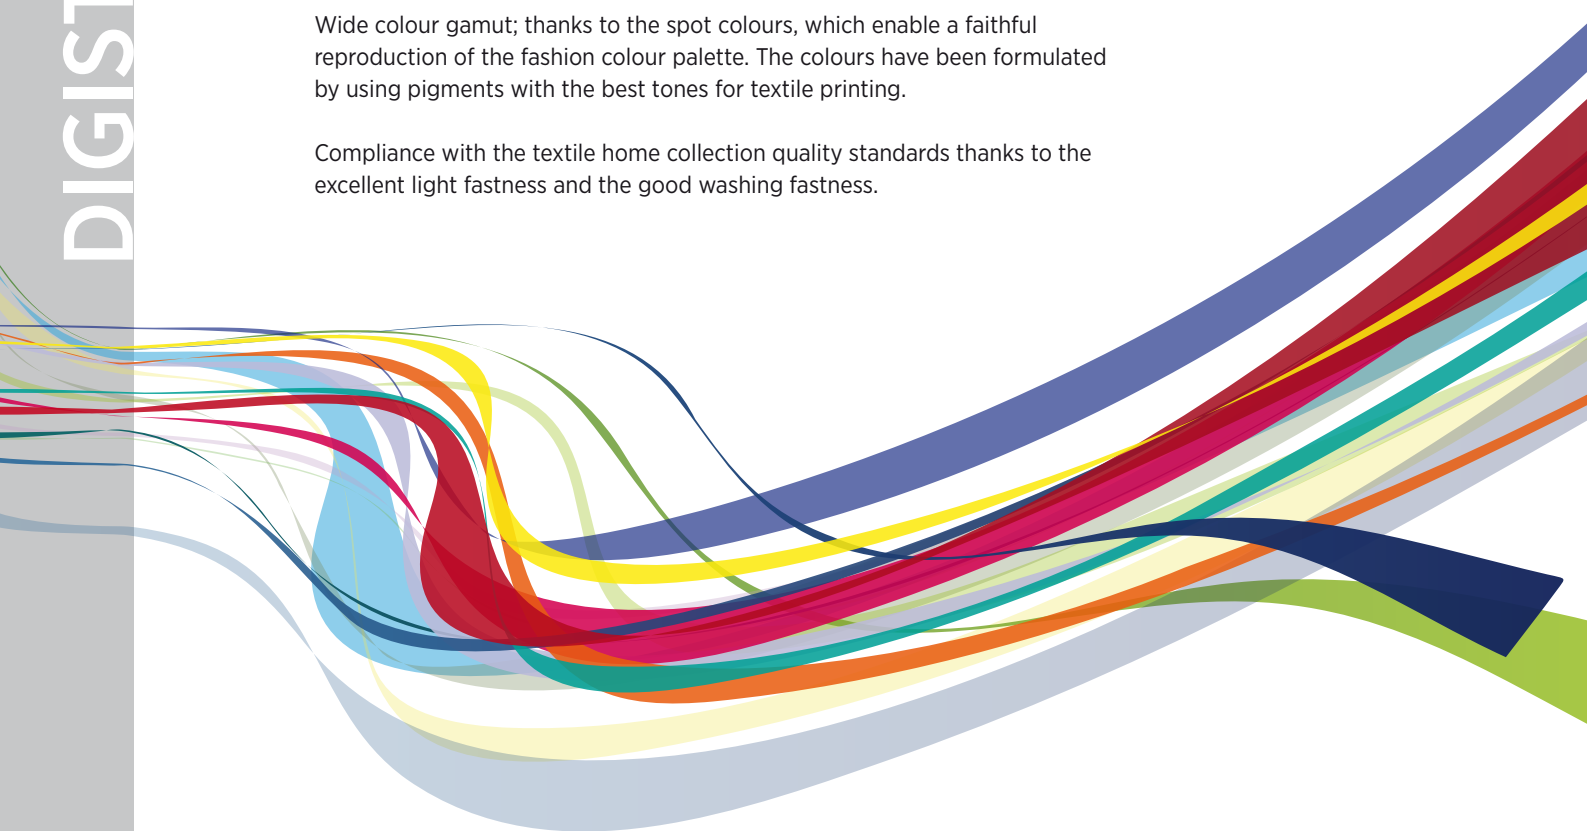 Wide colour gamut; thanks to the spot colours, which enable a faithful
reproduction of the fashion colour palette. The colours have been formulated
by using pigments with the best tones for textile printing.
Compliance with the textile home collection quality standards thanks to the
excellent light fastness and the good washing fastness.
DIGIST